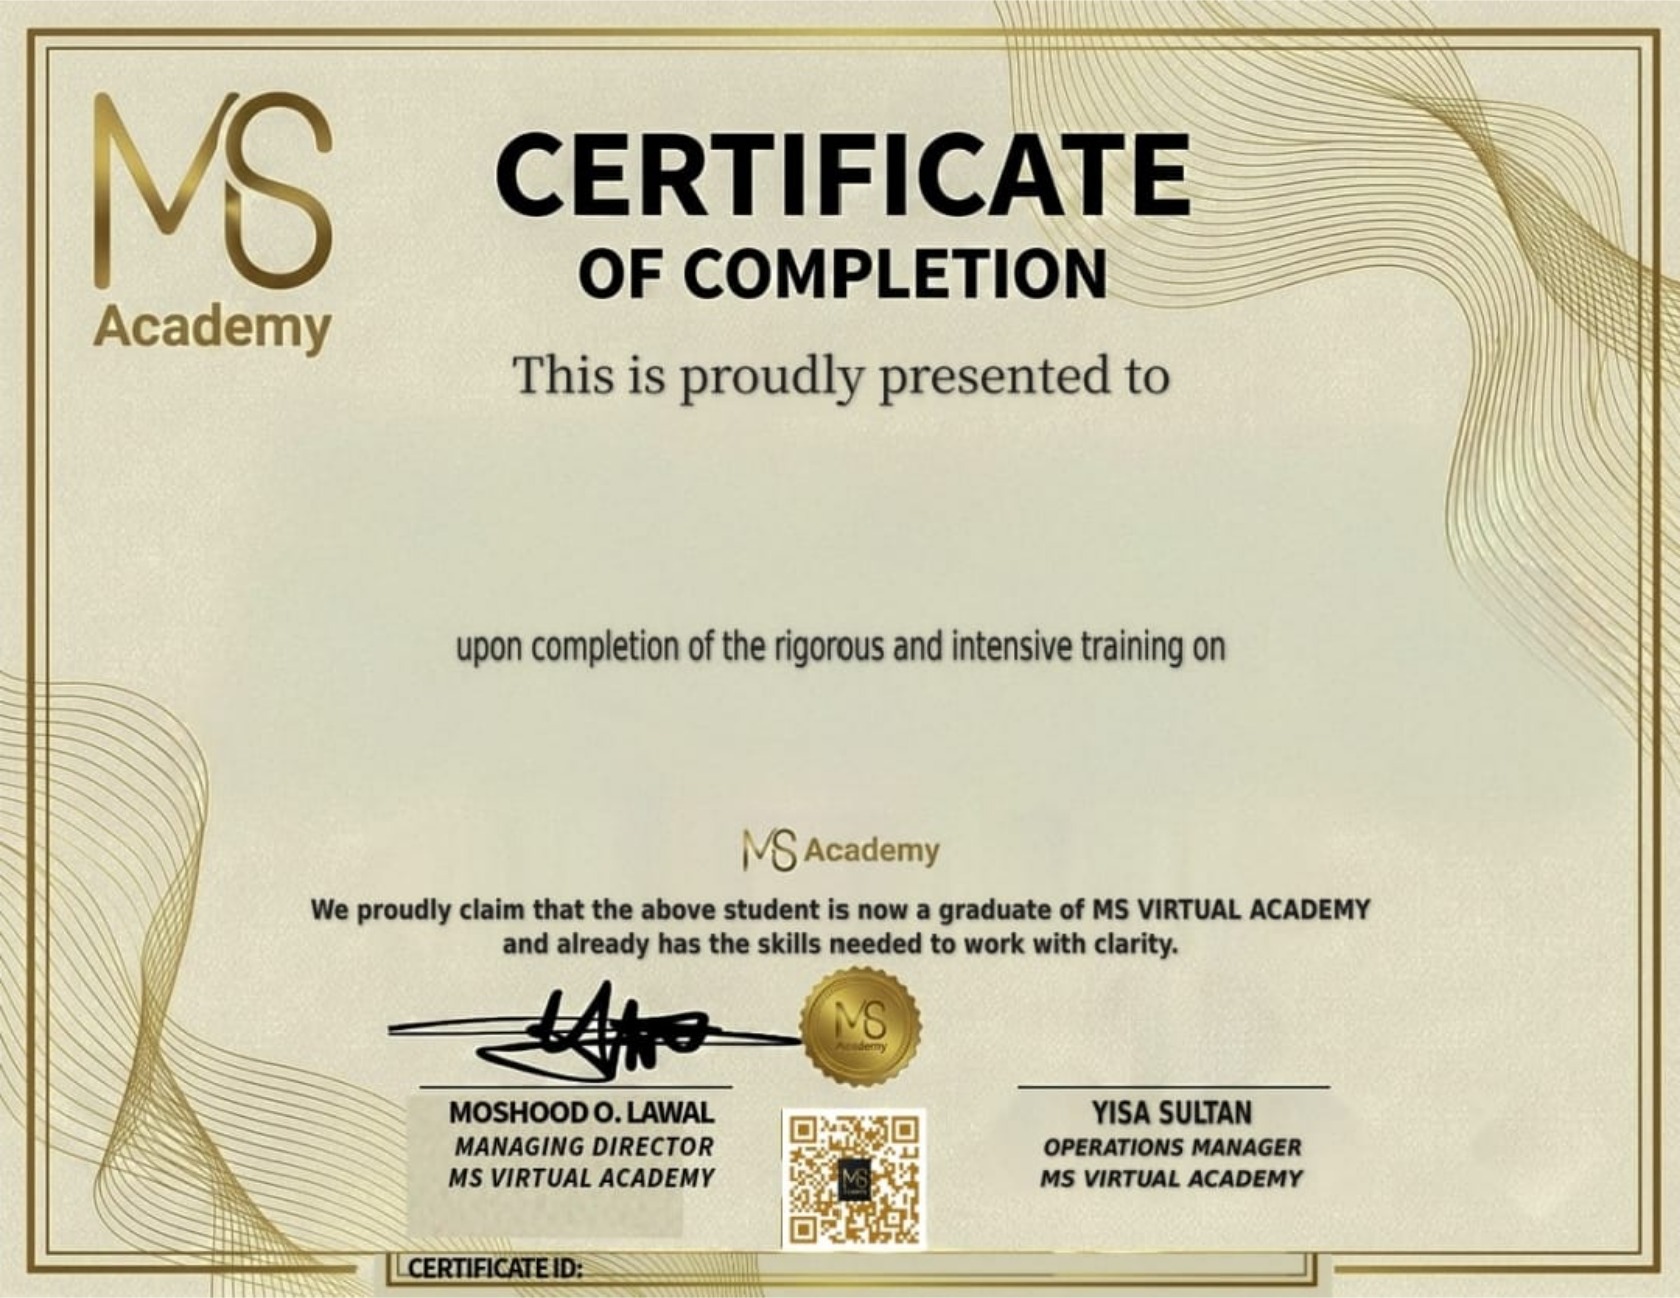 MS
Academy
CERTIFICATE
OF COMPLETION
This is proudly presented to
upon completion of the rigorous and intensive training on
MS Academy
We proudly claim that the above student is now a graduate of MS VIRTUAL ACADEMY
and already has the skills needed to work with clarity.
MS
Academy
MOSHOOD O. LAWAL
MANAGING DIRECTOR
MS VIRTUAL ACADEMY
MS
YISA SULTAN
OPERATIONS MANAGER
MS VIRTUAL ACADEMY
CERTIFICATE ID: